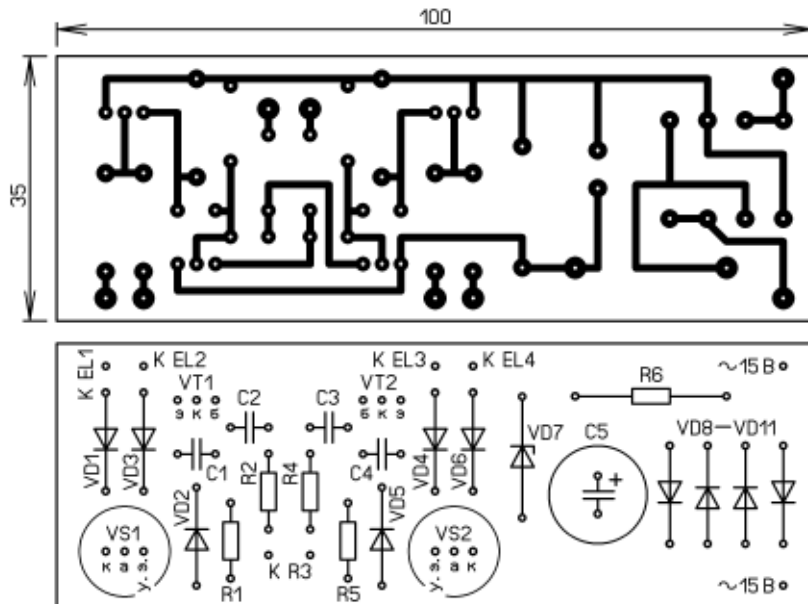 100
35
К EL1
К EL2
К EL3
К EL4
~15 В
VT1
VT2
э к б
б к э
C2
C3
R6
VD1
VD3
C1
R2
R4
C4
VD4
VD6
VD7
C5
+
VD8—VD11
VD2
VD5
VS1
VS2
к а у.э.
у.э. а к
К R3
R1
R5
~15 В